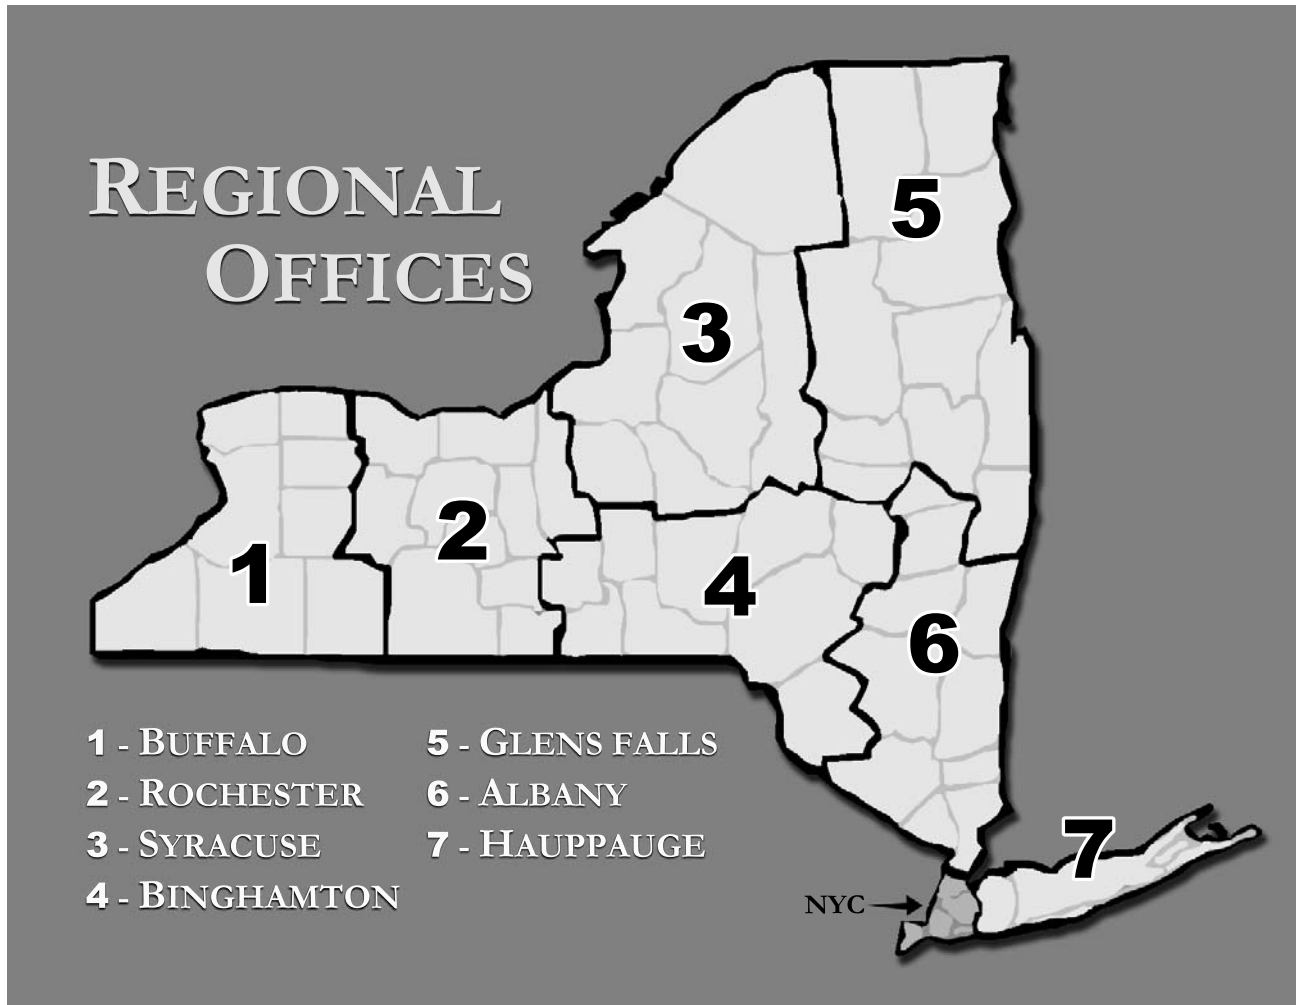 REGIONAL
OFFICES
5
3
2
1
4
6
7
NYC
1 - BUFFALO
2 - ROCHESTER
3 - SYRACUSE
4 - BINGHAMTON
5 - GLENS FALLS
6 - ALBANY
7 - HAUPPAUGE